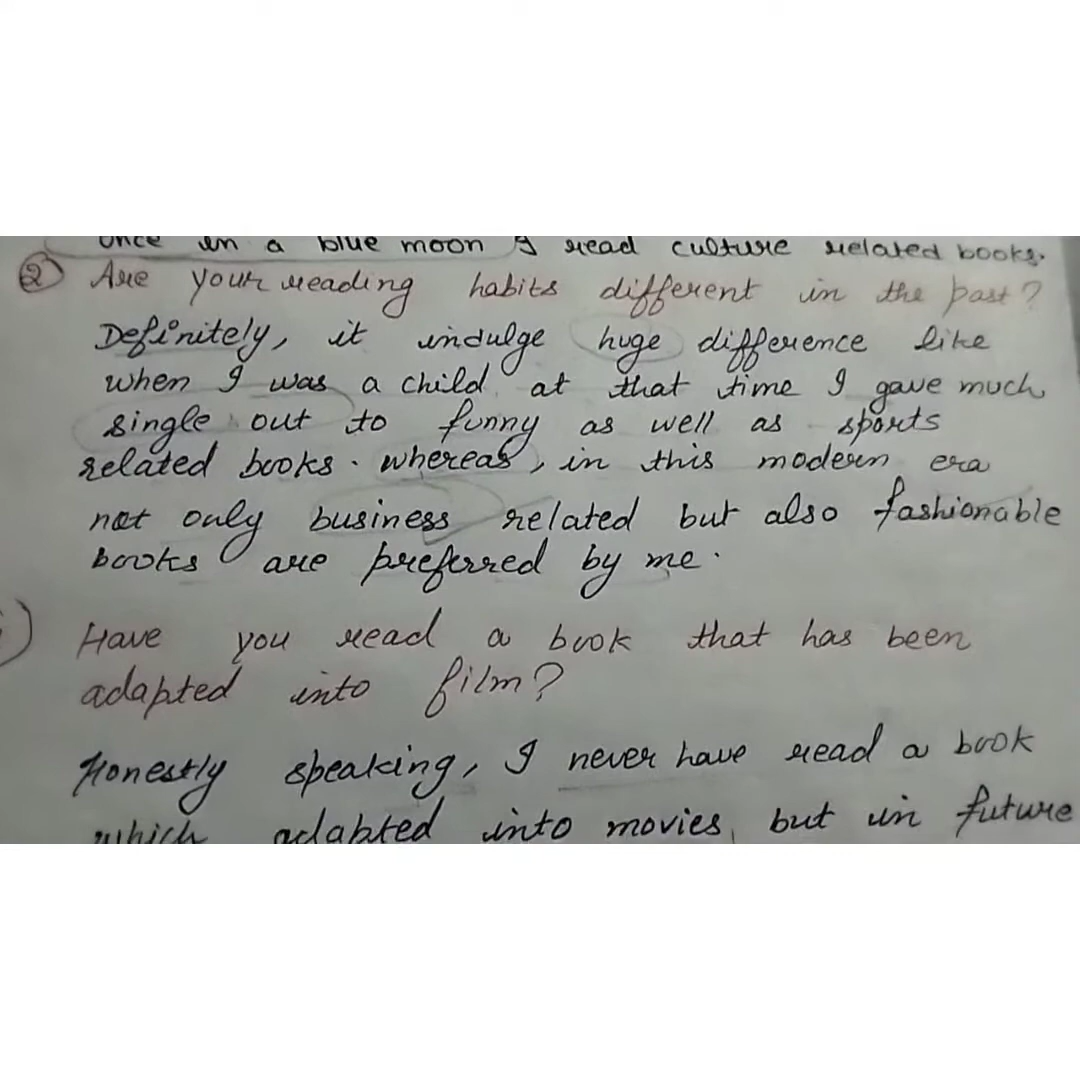 once in a blue moon I read culture related books.
2 Are your reading habits different in the past?
Definitely, it indulge huge difference like
when I was a child at that time I gave much
single out to funny as well as sports
related books. whereas, in this modern era
not only business related but also fashionable
books are preferred by me.
Have you read a book that has been
adapted into film?
Honestly speaking, I never have read a book
which adapted into movies, but in future